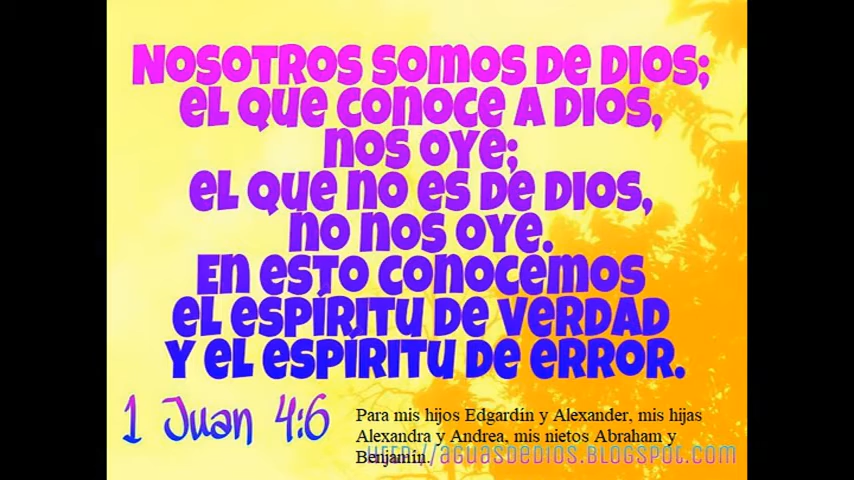 Nosotros somos de Dios;
el que conoce a Dios,
nos oye;
el que no es de Dios,
no nos oye.
En esto conocemos
el espíritu de verdad
y el espíritu de error.
1 Juan 4:6
Para mis hijos Edgardín y Alexander, mis hijas
Alexandra y Andrea, mis nietos Abraham y
Benjamín.
http://aguasdedios.blogspot.com